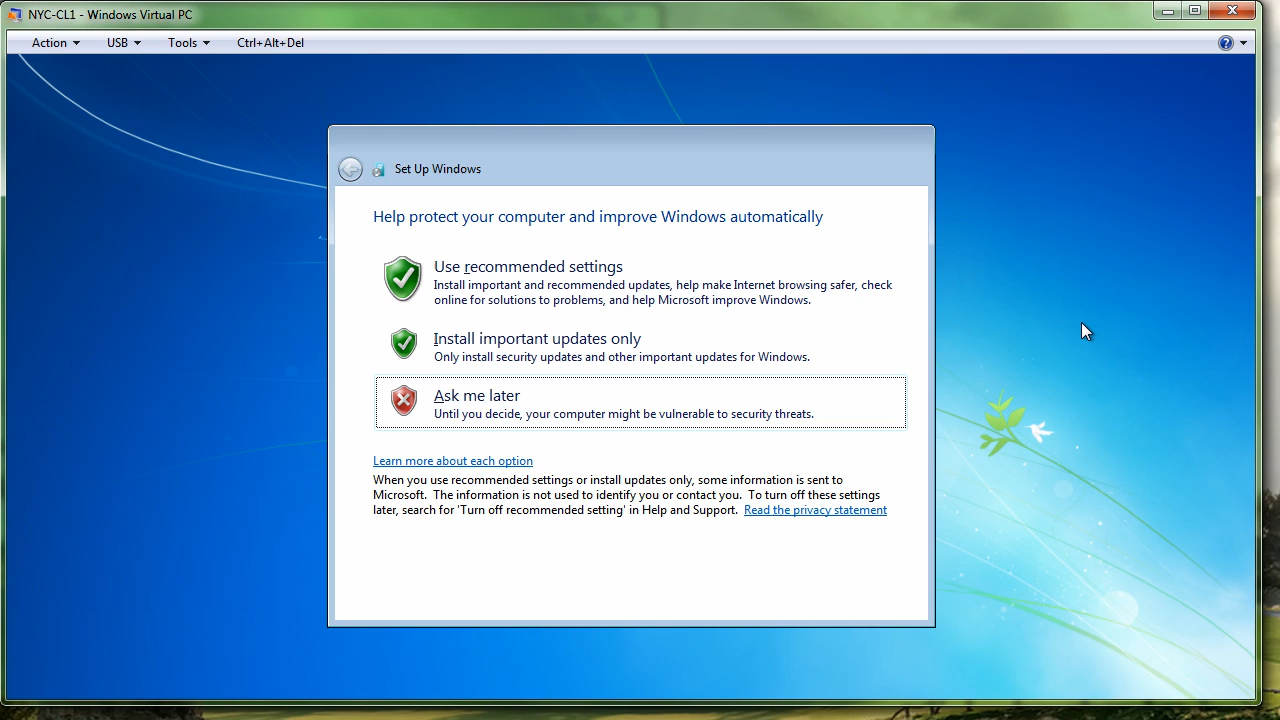 NYC-CL1 - Windows Virtual PC
Action USB Tools Ctrl+Alt+Del
Set Up Windows
Help protect your computer and improve Windows automatically
Use recommended settings
Install important and recommended updates, help make Internet browsing safer, check
online for solutions to problems, and help Microsoft improve Windows.
Install important updates only
Only install security updates and other important updates for Windows.
Ask me later
Until you decide, your computer might be vulnerable to security threats.
Learn more about each option
When you use recommended settings or install updates only, some information is sent to
Microsoft. The information is not used to identify you or contact you. To turn off these settings
later, search for 'Turn off recommended setting' in Help and Support. Read the privacy statement